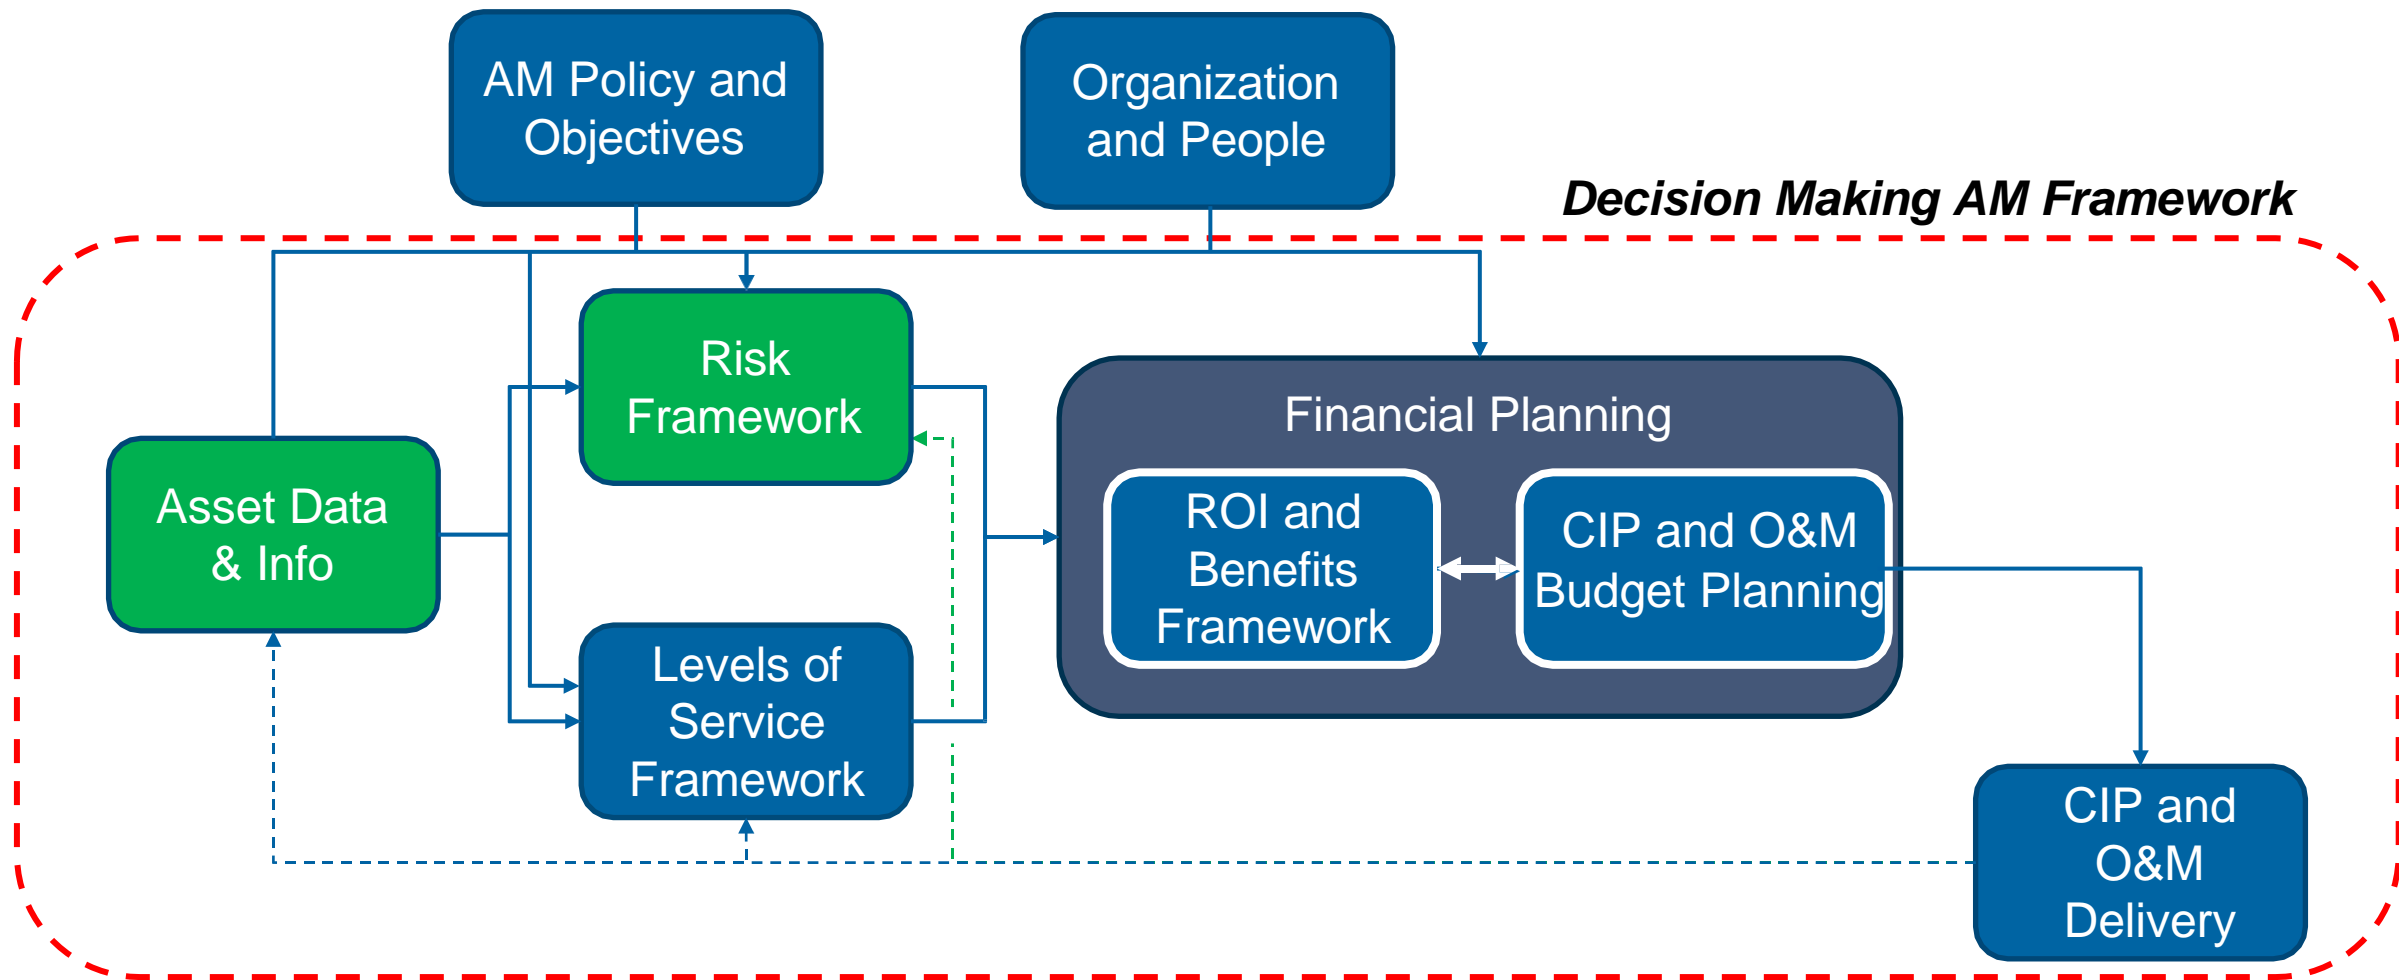 AM Policy and
Objectives
Organization
and People
Decision Making AM Framework
Risk
Framework
Financial Planning
Asset Data
& Info
ROI and
Benefits
Framework
CIP and O&M
Budget Planning
Levels of
Service
Framework
CIP and
O&M
Delivery